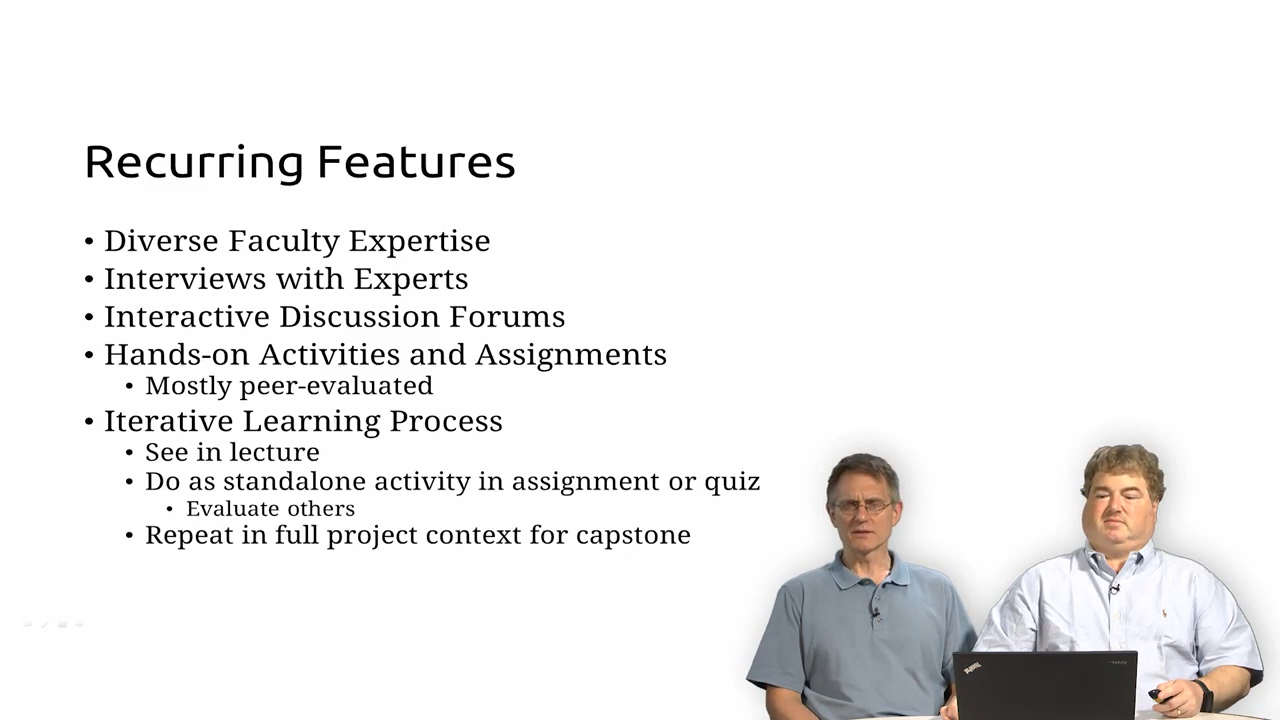 Recurring Features
• Diverse Faculty Expertise
• Interviews with Experts
• Interactive Discussion Forums
• Hands-on Activities and Assignments
• Mostly peer-evaluated
• Iterative Learning Process
• See in lecture
• Do as standalone activity in assignment or quiz
• Evaluate others
• Repeat in full project context for capstone
ThinkPad